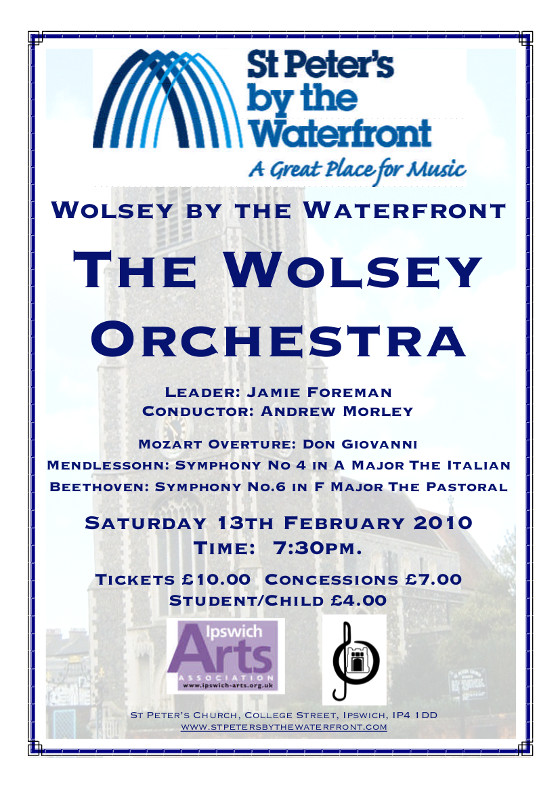 St Peter's
by the
Waterfront
A Great Place for Music
WOLSEY BY THE WATERFRONT
THE WOLSEY
ORCHESTRA
LEADER: JAMIE FOREMAN
CONDUCTOR: ANDREW MORLEY
MOZART OVERTURE: DON GIOVANNI
MENDLESSOHN: SYMPHONY NO 4 IN A MAJOR THE ITALIAN
BEETHOVEN: SYMPHONY NO.6 IN F MAJOR THE PASTORAL
SATURDAY 13TH FEBRUARY 2010
TIME: 7:30PM.
TICKETS £10.00 CONCESSIONS £7.00
STUDENT/CHILD £4.00
Ipswich
Arts
ASSOCIATION
www.ipswich-arts.org.uk
ST PETER'S CHURCH, COLLEGE STREET, IPSWICH, IP4 1DD
WWW.STPETERSBYTHEWATERFRONT.COM